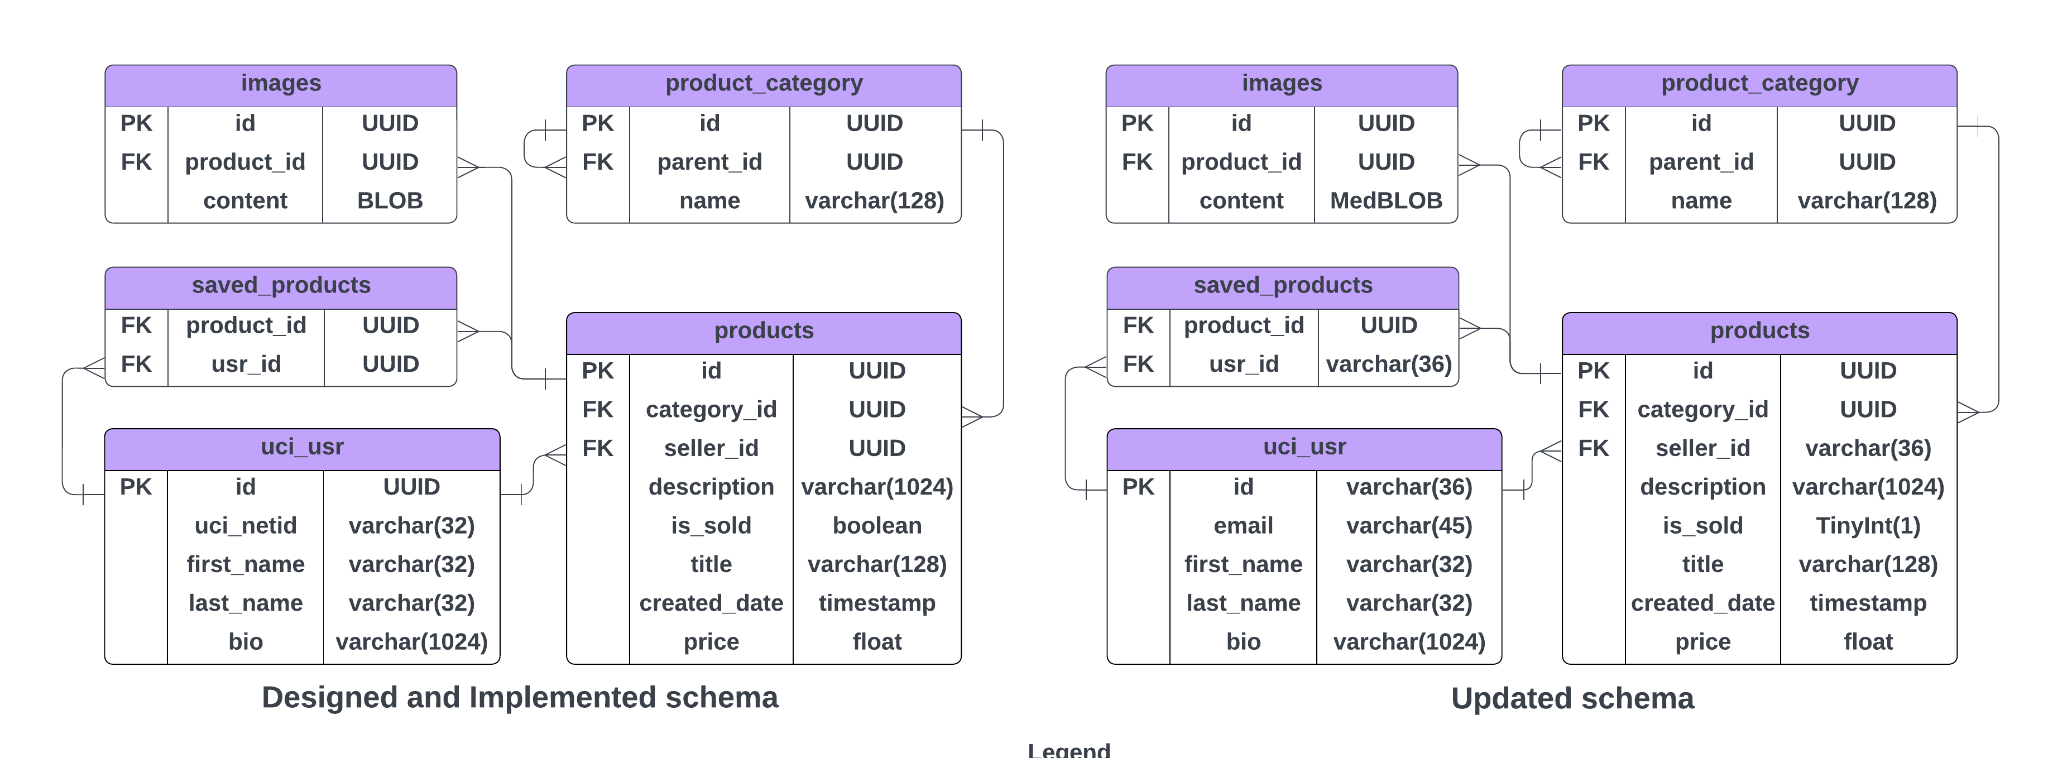 images
PK id UUID
FK product_id UUID
content BLOB
product_category
PK id UUID
FK parent_id UUID
name varchar(128)
saved_products
FK product_id UUID
FK usr_id UUID
products
PK id UUID
FK category_id UUID
FK seller_id UUID
description varchar(1024)
is_sold boolean
title varchar(128)
created_date timestamp
price float
uci_usr
PK id UUID
uci_netid varchar(32)
first_name varchar(32)
last_name varchar(32)
bio varchar(1024)
Designed and Implemented schema
images
PK id UUID
FK product_id UUID
content MedBLOB
product_category
PK id UUID
FK parent_id UUID
name varchar(128)
saved_products
FK product_id UUID
FK usr_id varchar(36)
products
PK id UUID
FK category_id UUID
FK seller_id varchar(36)
description varchar(1024)
is_sold TinyInt(1)
title varchar(128)
created_date timestamp
price float
uci_usr
PK id varchar(36)
email varchar(45)
first_name varchar(32)
last_name varchar(32)
bio varchar(1024)
Updated schema
Legend